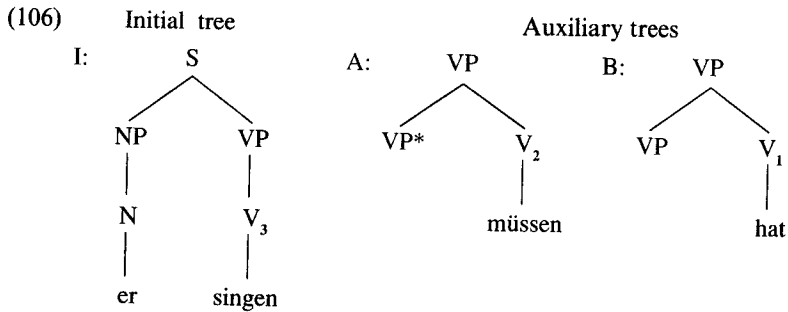 (106) Initial tree Auxiliary trees
I: S A: VP B: VP
NP VP VP* V₂ VP V₁
N V₃ müssen hat
er singen